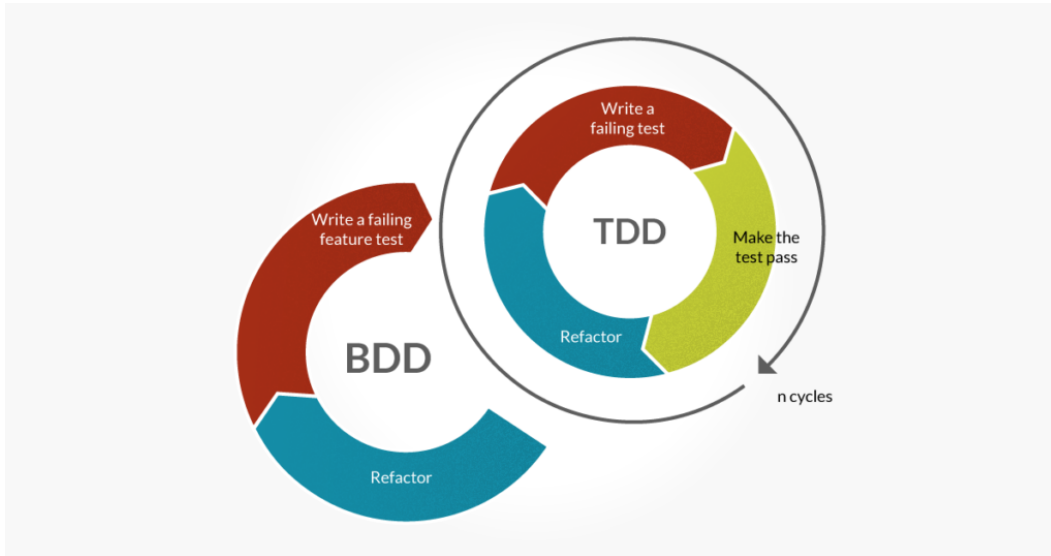 Write a
failing test
TDD
Make the
test pass
Refactor
n cycles
Write a failing
feature test
BDD
Refactor